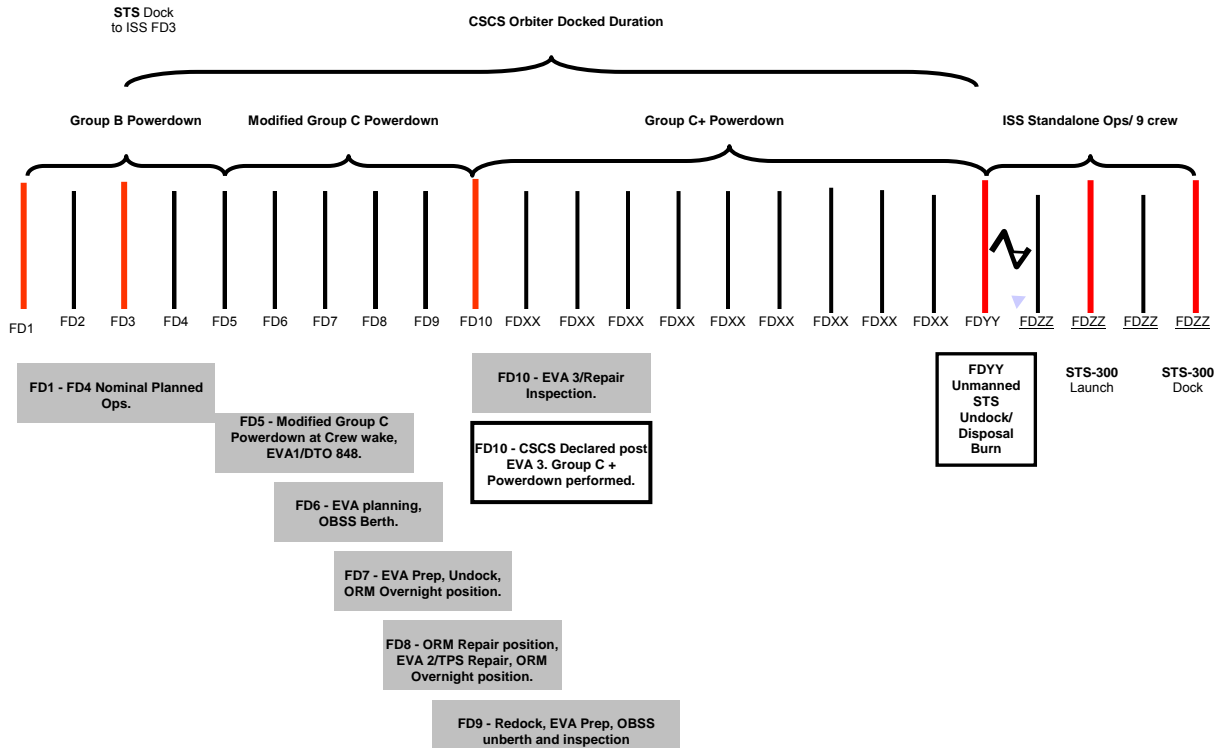 STS Dock
to ISS FD3
CSCS Orbiter Docked Duration
Group B Powerdown
Modified Group C Powerdown
Group C+ Powerdown
ISS Standalone Ops/ 9 crew
FD1
FD2
FD3
FD4
FD5
FD6
FD7
FD8
FD9
FD10
FDXX
FDXX
FDXX
FDXX
FDXX
FDXX
FDXX
FDXX
FDXX
FDYY
FDZZ
FDZZ
FDZZ
FDZZ
FD1 - FD4 Nominal Planned
Ops.
FD5 - Modified Group C
Powerdown at Crew wake,
EVA1/DTO 848.
FD6 - EVA planning,
OBSS Berth.
FD7 - EVA Prep, Undock,
ORM Overnight position.
FD8 - ORM Repair position,
EVA 2/TPS Repair, ORM
Overnight position.
FD9 - Redock, EVA Prep, OBSS
unberth and inspection
FD10 - EVA 3/Repair
Inspection.
FD10 - CSCS Declared post
EVA 3. Group C +
Powerdown performed.
FDYY
Unmanned
STS
Undock/
Disposal
Burn
STS-300
Launch
STS-300
Dock